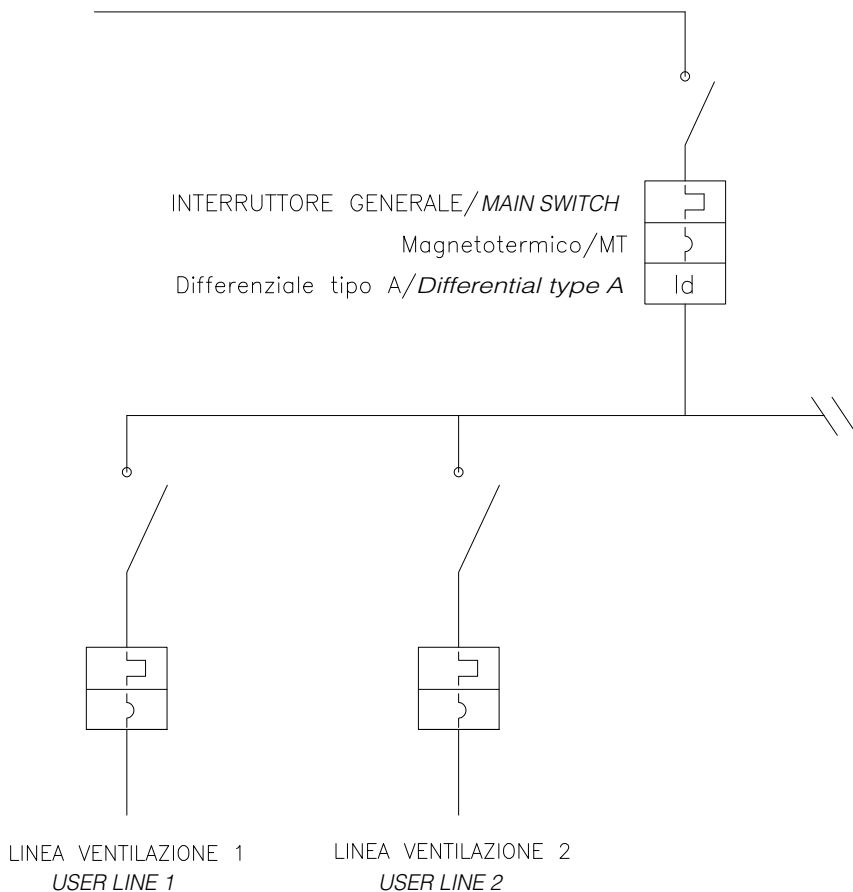 INTERRUTTORE GENERALE/MAIN SWITCH
Magnetotermico/MT
Differenziale tipo A/Differential type A
Id
LINEA VENTILAZIONE 1
USER LINE 1
LINEA VENTILAZIONE 2
USER LINE 2